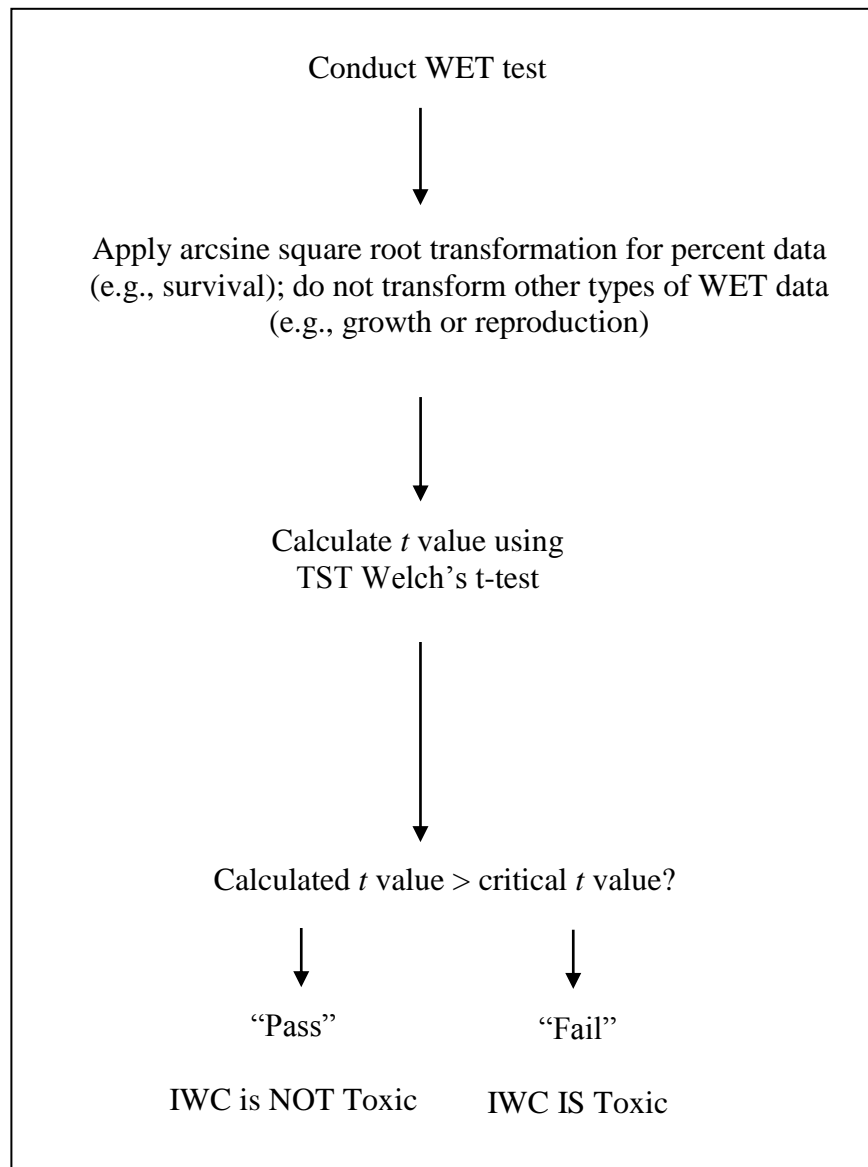 Conduct WET test
Apply arcsine square root transformation for percent data
(e.g., survival); do not transform other types of WET data
(e.g., growth or reproduction)
Calculate t value using
TST Welch’s t-test
Calculated t value > critical t value?
“Pass”
IWC is NOT Toxic
“Fail”
IWC IS Toxic